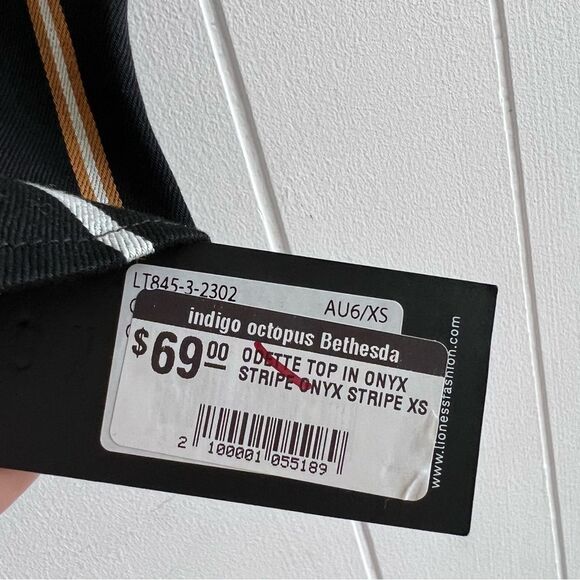 LT845-3-2302
AU6/XS
indigo octopus Bethesda
$69.00
ODETTE TOP IN ONYX
STRIPE ONYX STRIPE XS
2 100001 055189
www.lionessfashion.com